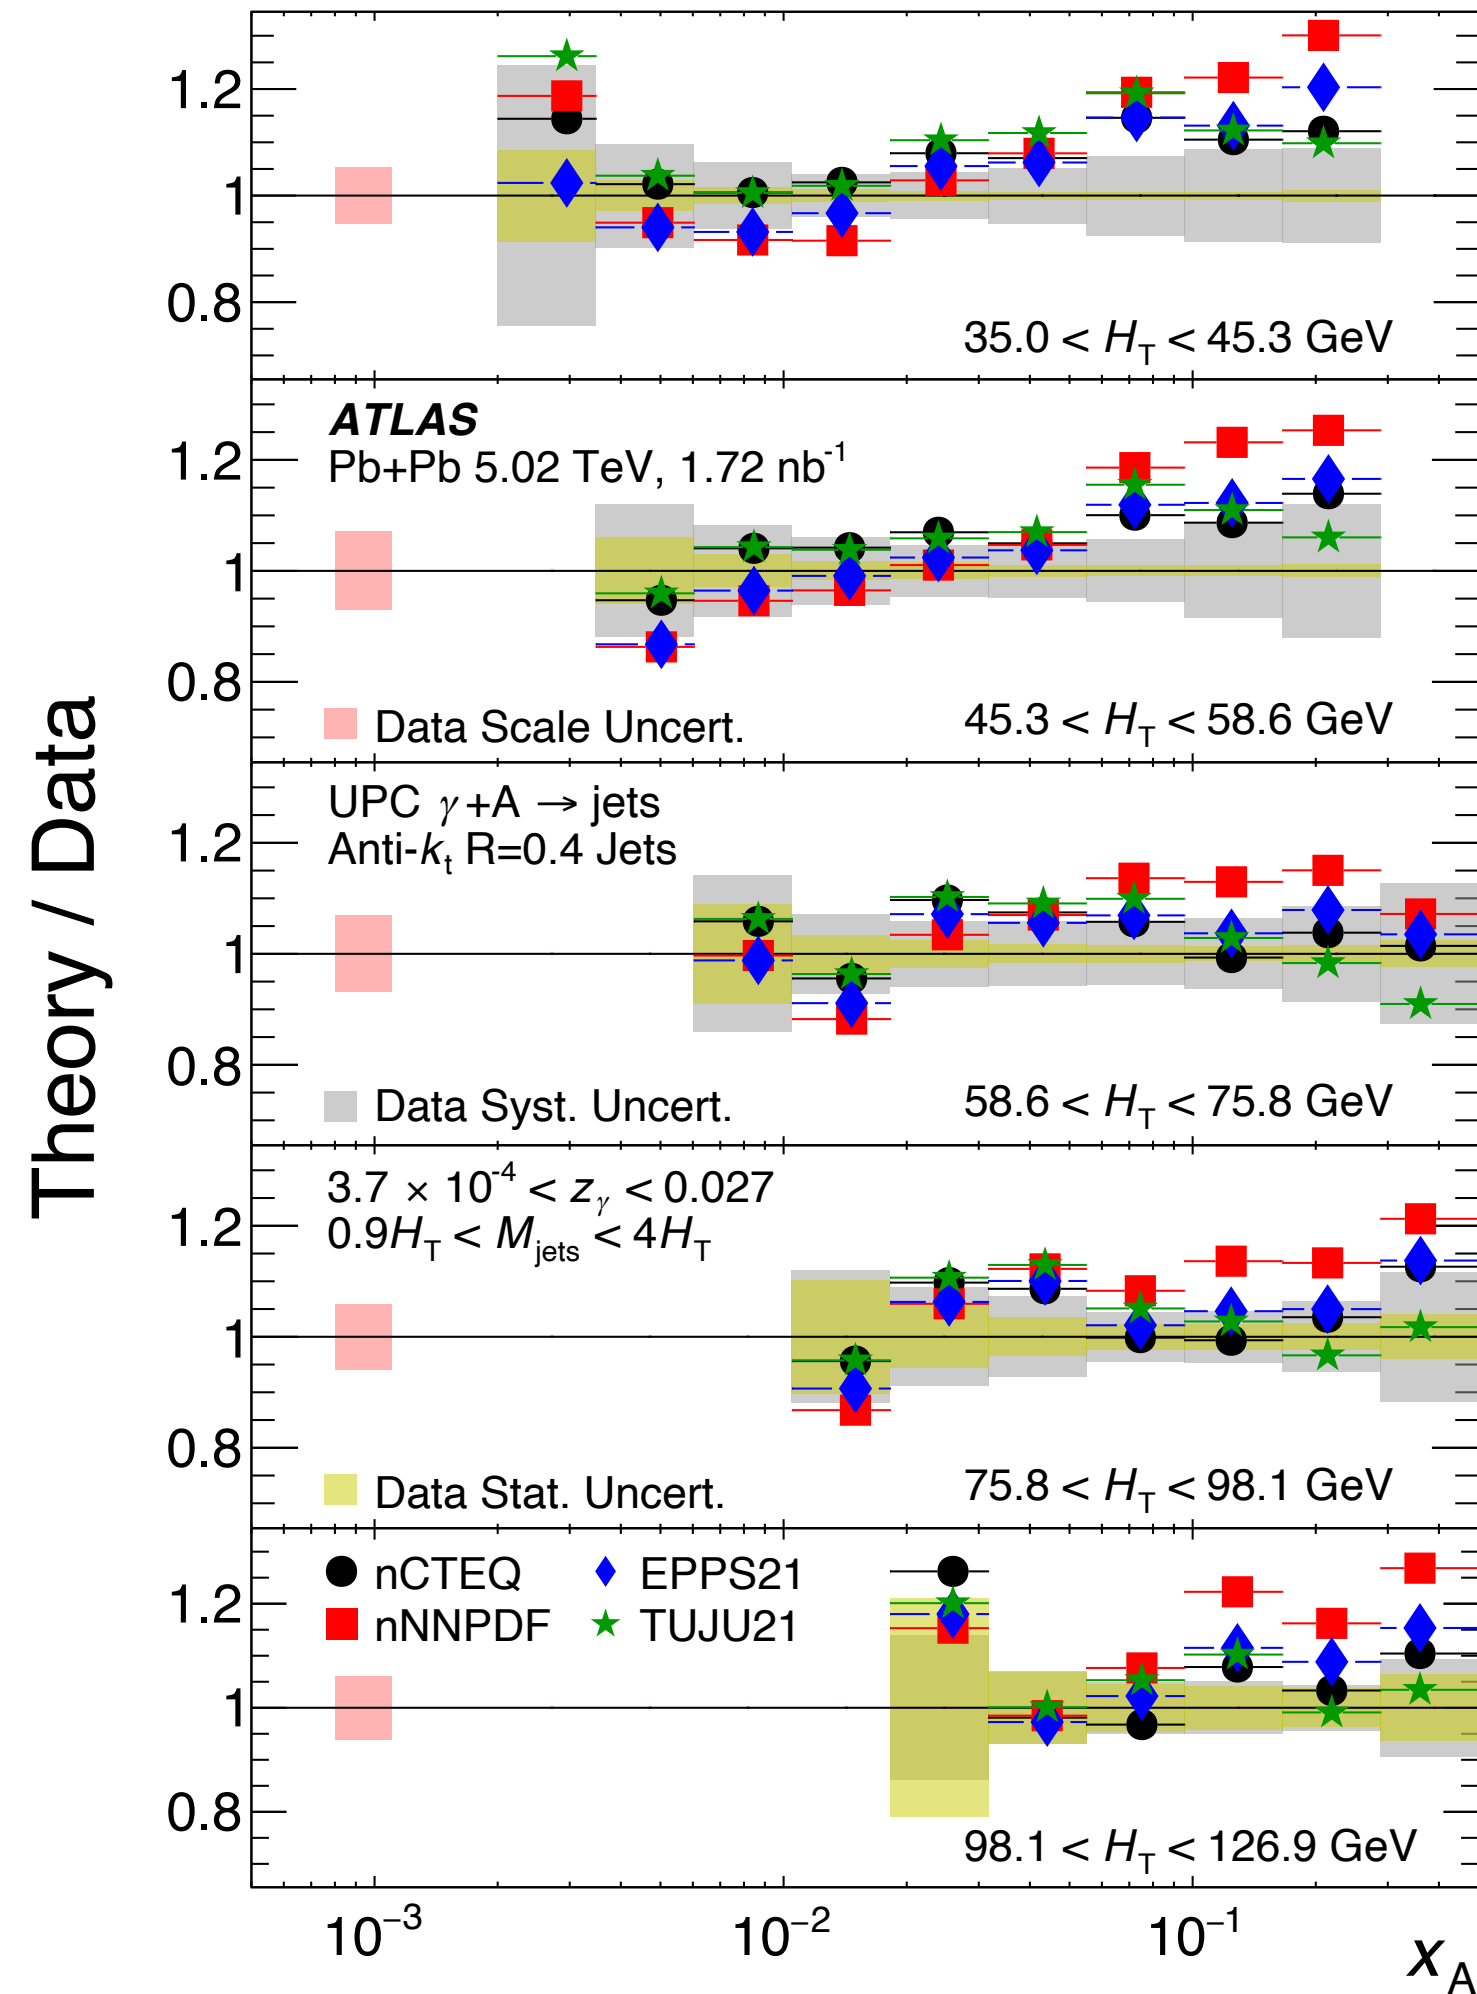 Theory / Data
1.2
1
0.8
35.0 < H_T < 45.3 GeV
ATLAS
Pb+Pb 5.02 TeV, 1.72 nb⁻¹
1.2
1
0.8
Data Scale Uncert.
45.3 < H_T < 58.6 GeV
UPC γ+A → jets
Anti-k_t R=0.4 Jets
1.2
1
0.8
Data Syst. Uncert.
58.6 < H_T < 75.8 GeV
3.7 × 10⁻⁴ < z_γ < 0.027
0.9H_T < M_jets < 4H_T
1.2
1
0.8
Data Stat. Uncert.
75.8 < H_T < 98.1 GeV
nCTEQ EPPS21
nNNPDF TUJU21
1.2
1
0.8
98.1 < H_T < 126.9 GeV
10⁻³ 10⁻² 10⁻¹
x_A